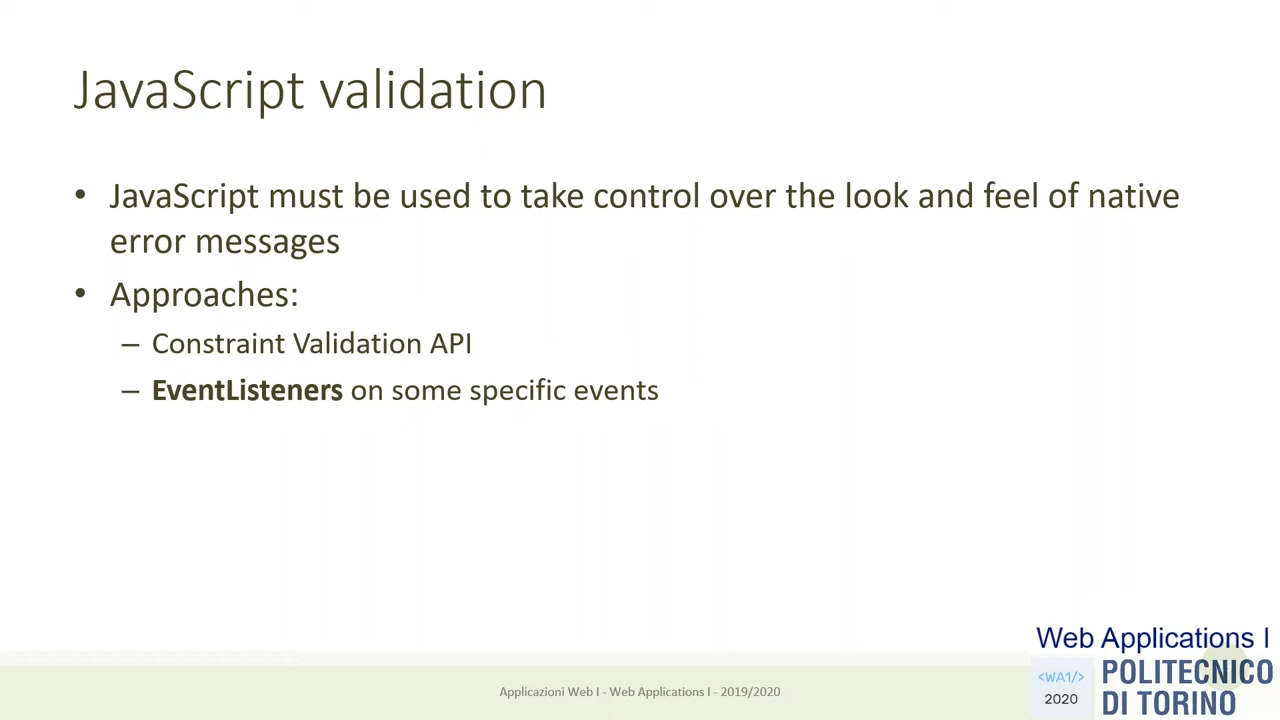 JavaScript validation
• JavaScript must be used to take control over the look and feel of native
error messages
• Approaches:
– Constraint Validation API
– EventListeners on some specific events
Applicazioni Web I - Web Applications I - 2019/2020
Web Applications I
<WA1/>
2020
POLITECNICO
DI TORINO